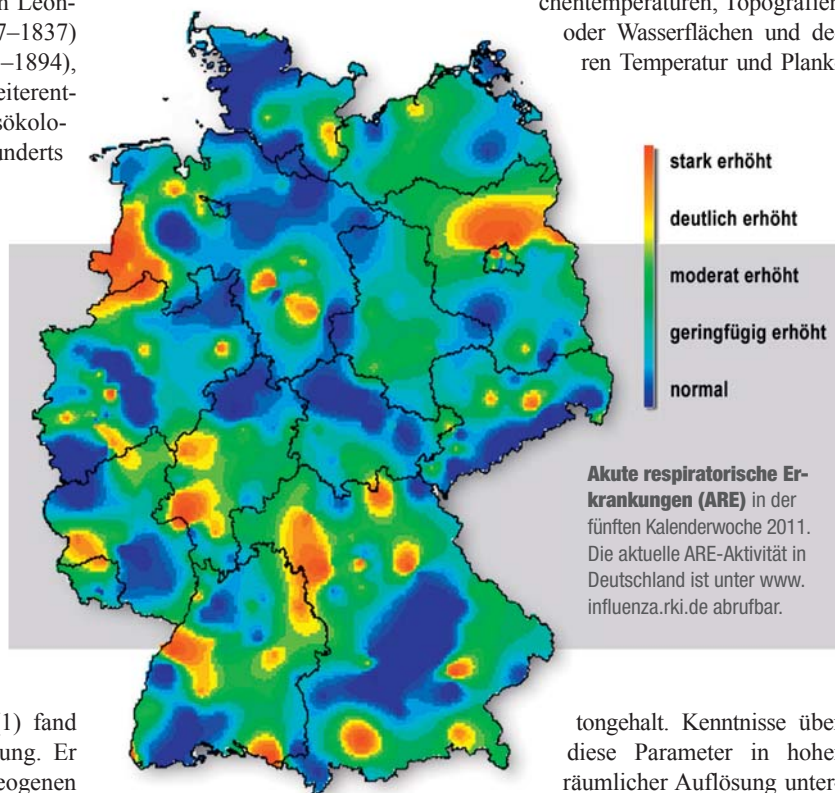 n Leon-
7–1837)
–1894),
eiterent-
sökolo-
underts
chentemperaturen, Topografien
oder Wasserflächen und de-
ren Temperatur und Plank-
stark erhöht
deutlich erhöht
moderat erhöht
geringfügig erhöht
normal
Akute respiratorische Er-
krankungen (ARE) in der
fünften Kalenderwoche 2011.
Die aktuelle ARE-Aktivität in
Deutschland ist unter www.
influenza.rki.de abrufbar.
1) fand
ung. Er
eogenen
tongehalt. Kenntnisse über
diese Parameter in hoher
räumlicher Auflösung unter-